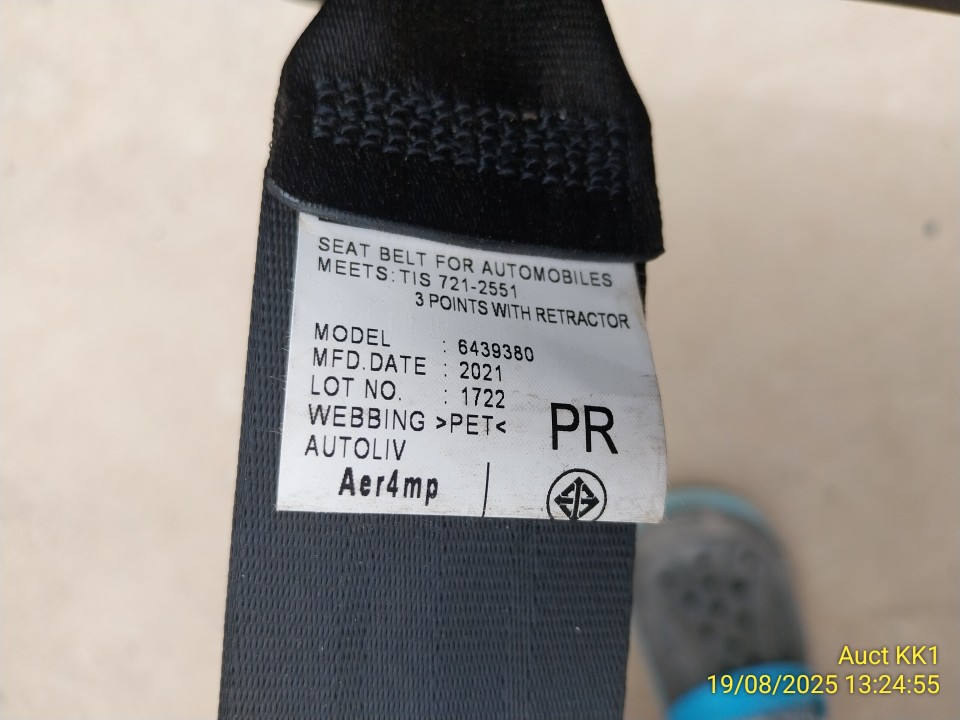 SEAT BELT FOR AUTOMOBILES
MEETS: TIS 721-2551
3 POINTS WITH RETRACTOR
MODEL : 6439380
MFD.DATE : 2021
LOT NO. : 1722
WEBBING >PET<
PR
AUTOLIV
Aer4mp
Auct KK1
19/08/2025 13:24:55